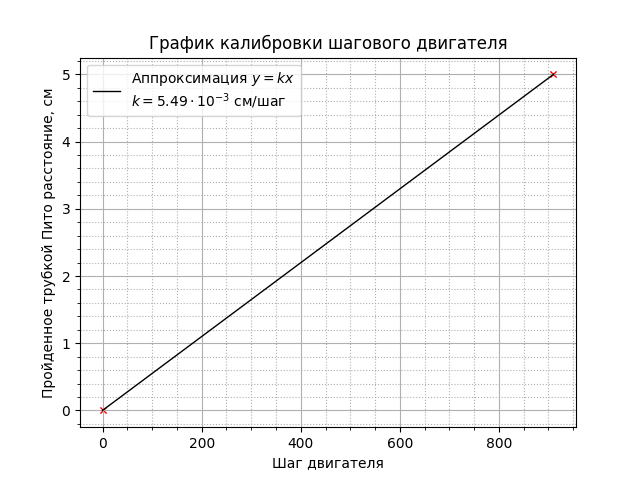 График калибровки шагового двигателя
Аппроксимация y = kx
k = 5.49 · 10⁻³ см/шаг
Пройденное трубкой Пито расстояние, см
5
4
3
2
1
0
0 200 400 600 800
Шаг двигателя